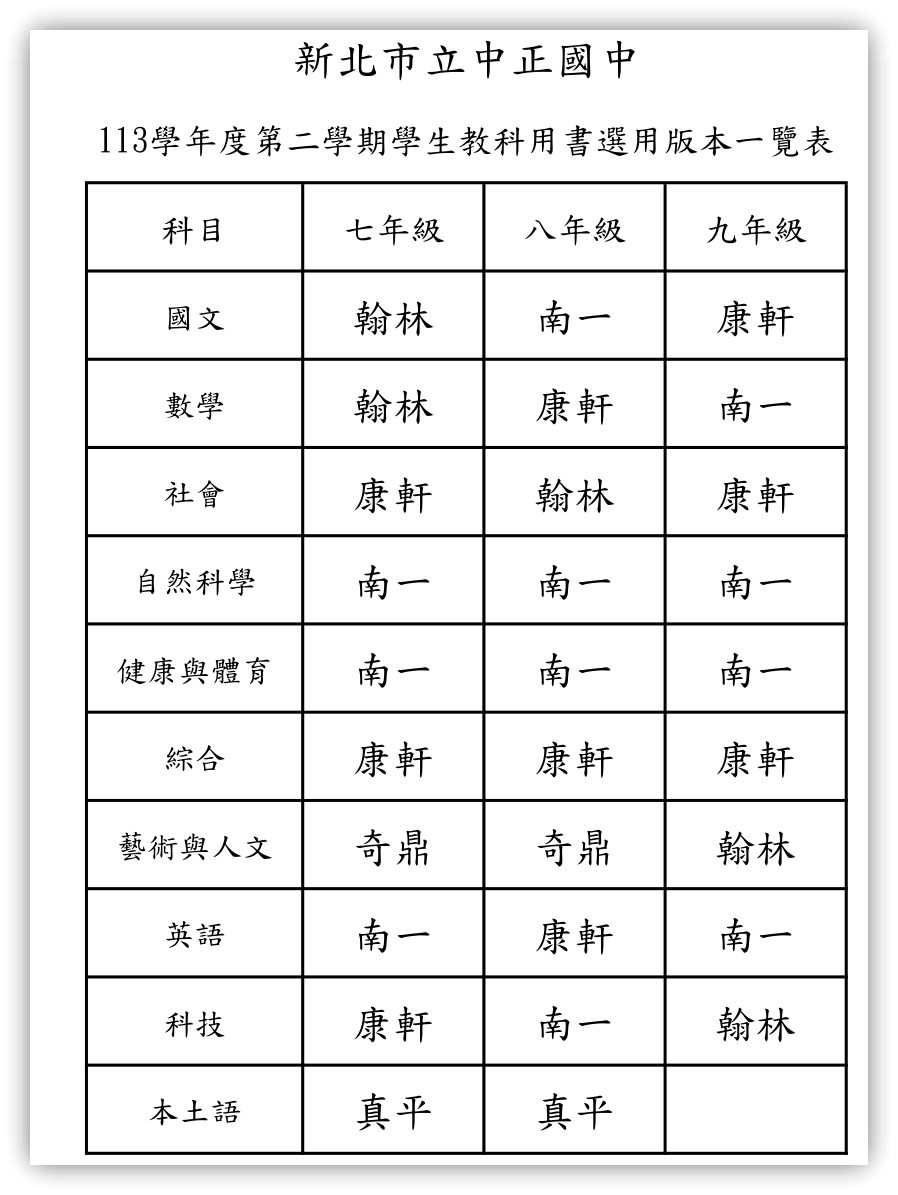 新北市立中正國中
113學年度第二學期學生教科用書選用版本一覽表
科目 七年級 八年級 九年級
國文 翰林 南一 康軒
數學 翰林 康軒 南一
社會 康軒 翰林 康軒
自然科學 南一 南一 南一
健康與體育 南一 南一 南一
綜合 康軒 康軒 康軒
藝術與人文 奇鼎 奇鼎 翰林
英語 南一 康軒 南一
科技 康軒 南一 翰林
本土語 真平 真平